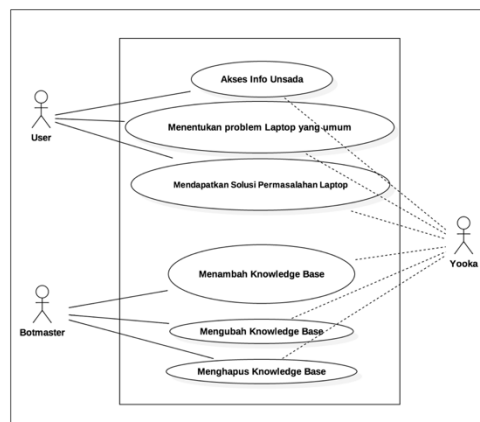 Akses Info Unsada
User
Menentukan problem Laptop yang umum
Mendapatkan Solusi Permasalahan Laptop
Yooka
Menambah Knowledge Base
Botmaster
Mengubah Knowledge Base
Menghapus Knowledge Base